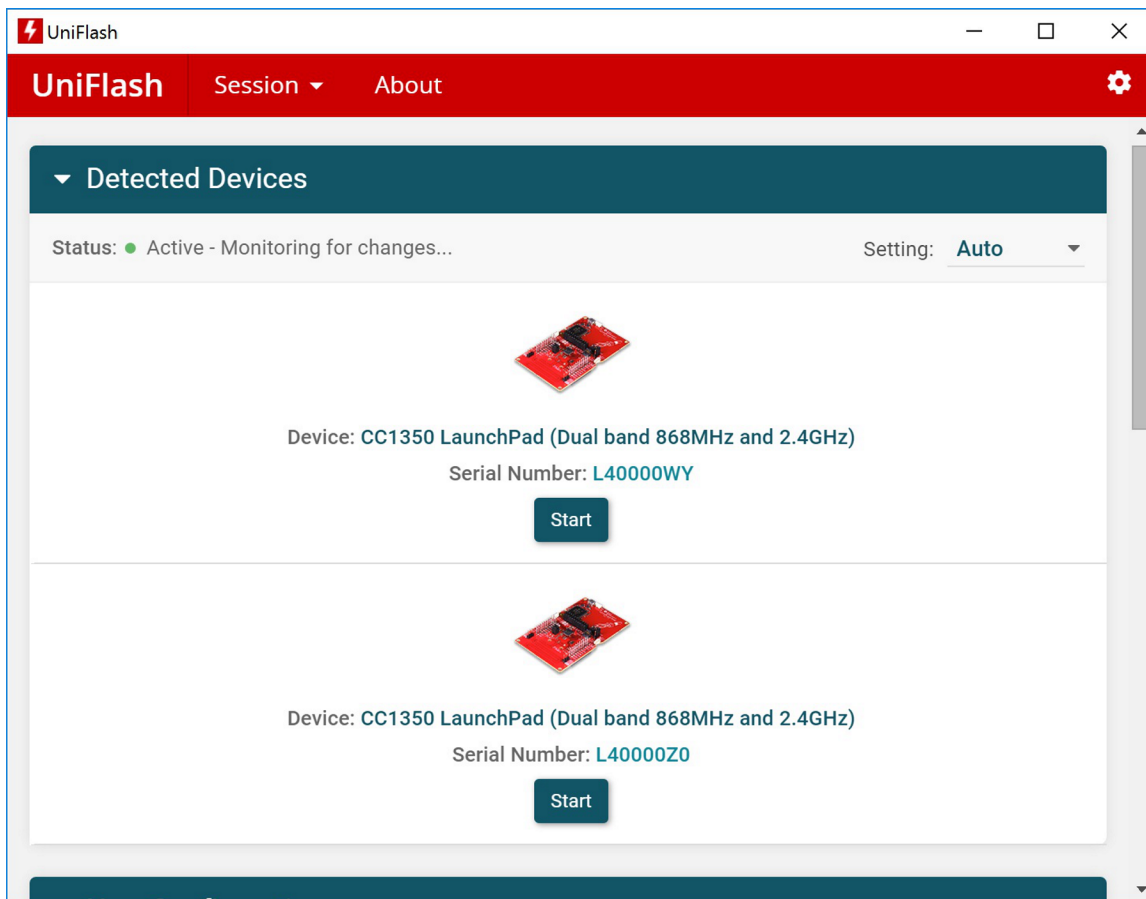 UniFlash
UniFlash Session About
Detected Devices
Status: Active - Monitoring for changes... Setting: Auto
Device: CC1350 LaunchPad (Dual band 868MHz and 2.4GHz)
Serial Number: L40000WY
Start
Device: CC1350 LaunchPad (Dual band 868MHz and 2.4GHz)
Serial Number: L40000Z0
Start